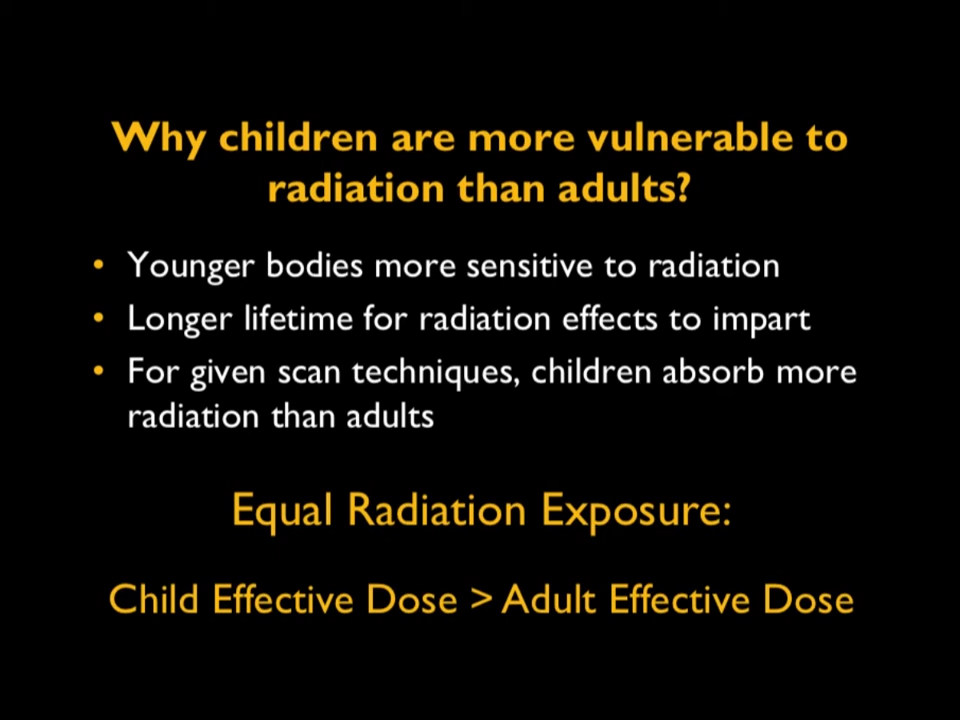 Why children are more vulnerable to
radiation than adults?
• Younger bodies more sensitive to radiation
• Longer lifetime for radiation effects to impart
• For given scan techniques, children absorb more
radiation than adults
Equal Radiation Exposure:
Child Effective Dose > Adult Effective Dose